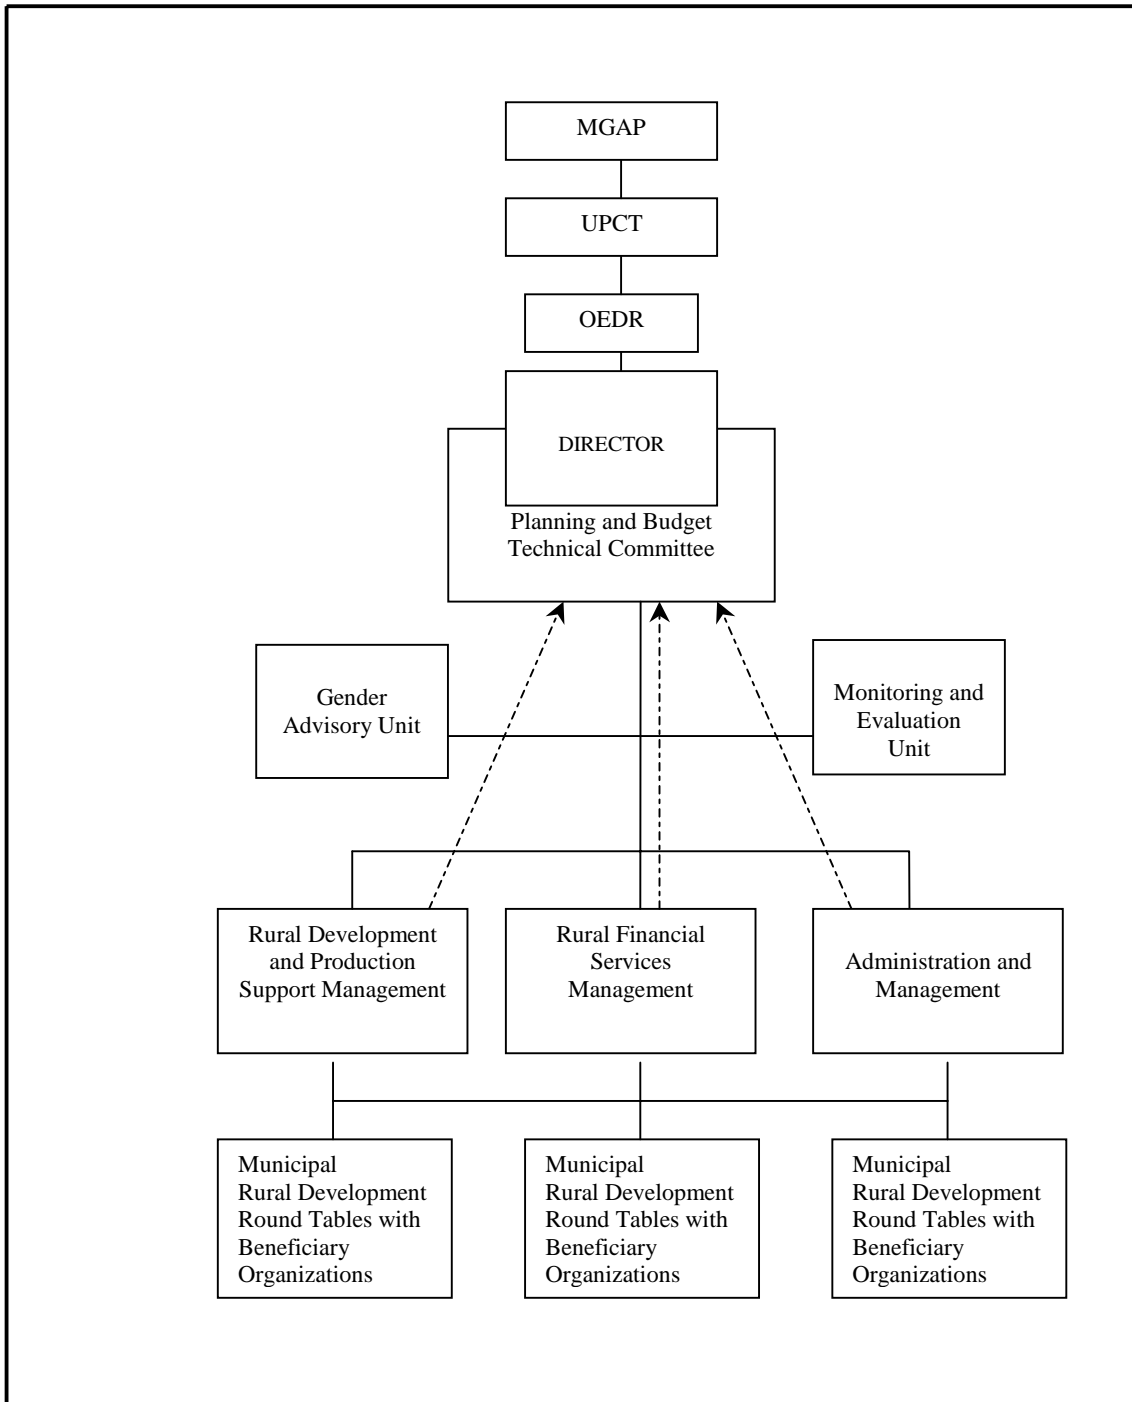 MGAP
UPCT
OEDR
DIRECTOR
Planning and Budget
Technical Committee
Gender
Advisory Unit
Monitoring and
Evaluation
Unit
Rural Development
and Production
Support Management
Rural Financial
Services
Management
Administration and
Management
Municipal
Rural Development
Round Tables with
Beneficiary
Organizations
Municipal
Rural Development
Round Tables with
Beneficiary
Organizations
Municipal
Rural Development
Round Tables with
Beneficiary
Organizations